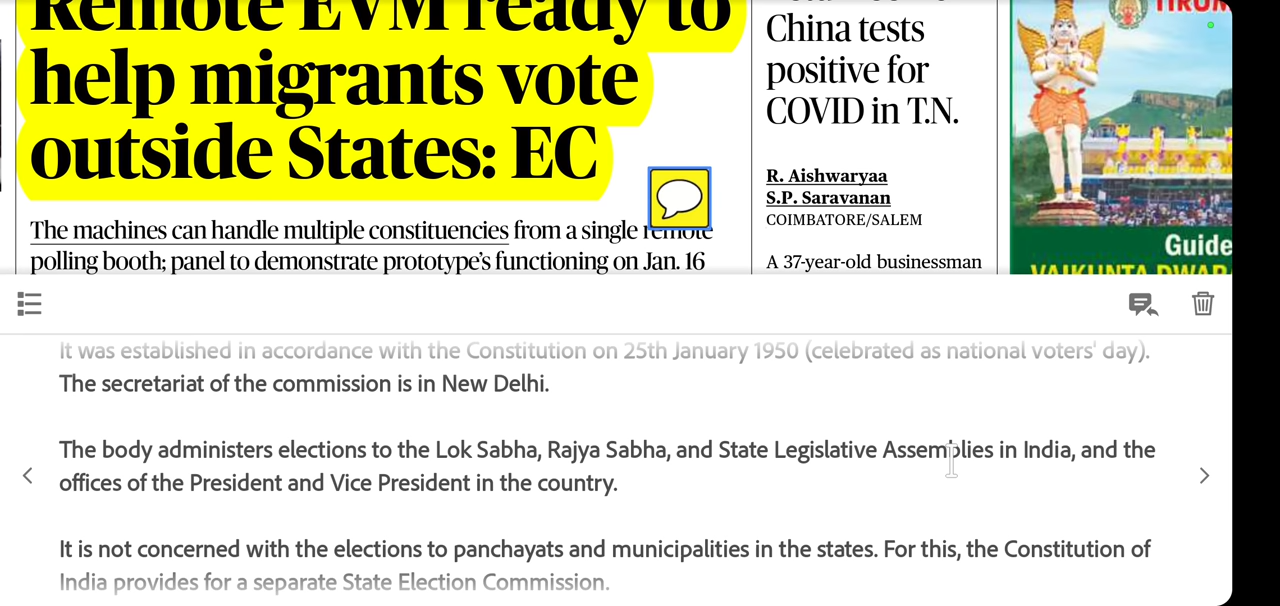 Remote EVM ready to
help migrants vote
outside States: EC
The machines can handle multiple constituencies from a single remote
polling booth; panel to demonstrate prototype's functioning on Jan. 16
China tests
positive for
COVID in T.N.
R. Aishwaryaa
S.P. Saravanan
COIMBATORE/SALEM
A 37-year-old businessman
Guide
It was established in accordance with the Constitution on 25th January 1950 (celebrated as national voters' day).
The secretariat of the commission is in New Delhi.
The body administers elections to the Lok Sabha, Rajya Sabha, and State Legislative Assemblies in India, and the
offices of the President and Vice President in the country.
It is not concerned with the elections to panchayats and municipalities in the states. For this, the Constitution of
India provides for a separate State Election Commission.